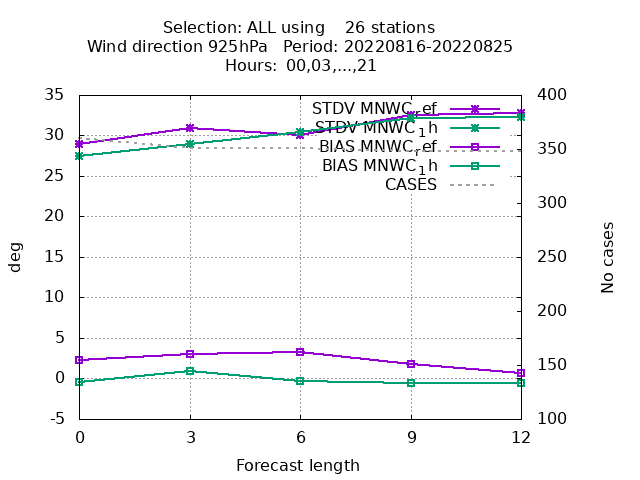 Selection: ALL using    26 stations
Wind direction 925hPa   Period: 20220816-20220825
Hours:  00,03,...,21
35
30
25
20
15
10
5
0
-5
deg
400
350
300
250
200
150
100
No cases
STDV MNWC_ref
STDV MNWC_1h
BIAS MNWC_ref
BIAS MNWC_1h
CASES
0
3
6
9
12
Forecast length